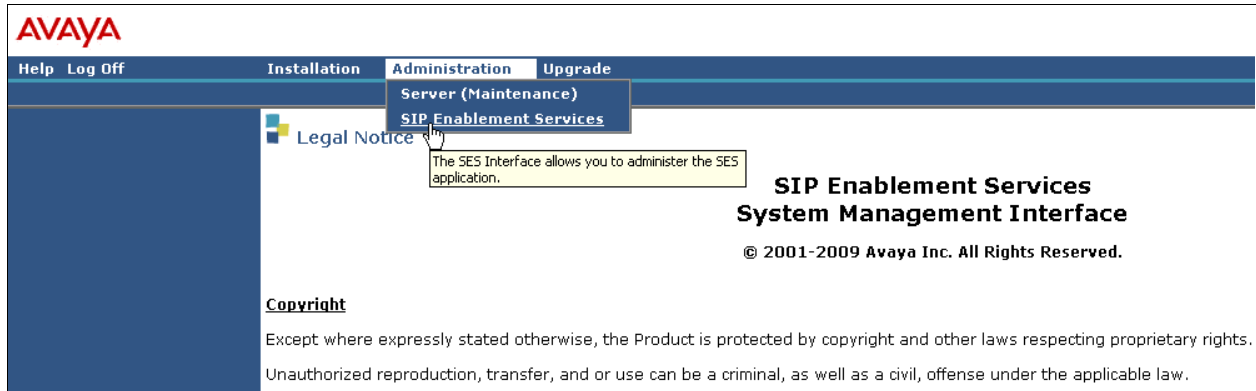 AVAYA
Help Log Off Installation Administration Upgrade
Server (Maintenance)
SIP Enablement Services
Legal Notice
The SES Interface allows you to administer the SES
application.
SIP Enablement Services
System Management Interface
© 2001-2009 Avaya Inc. All Rights Reserved.
Copyright
Except where expressly stated otherwise, the Product is protected by copyright and other laws respecting proprietary rights.
Unauthorized reproduction, transfer, and or use can be a criminal, as well as a civil, offense under the applicable law.